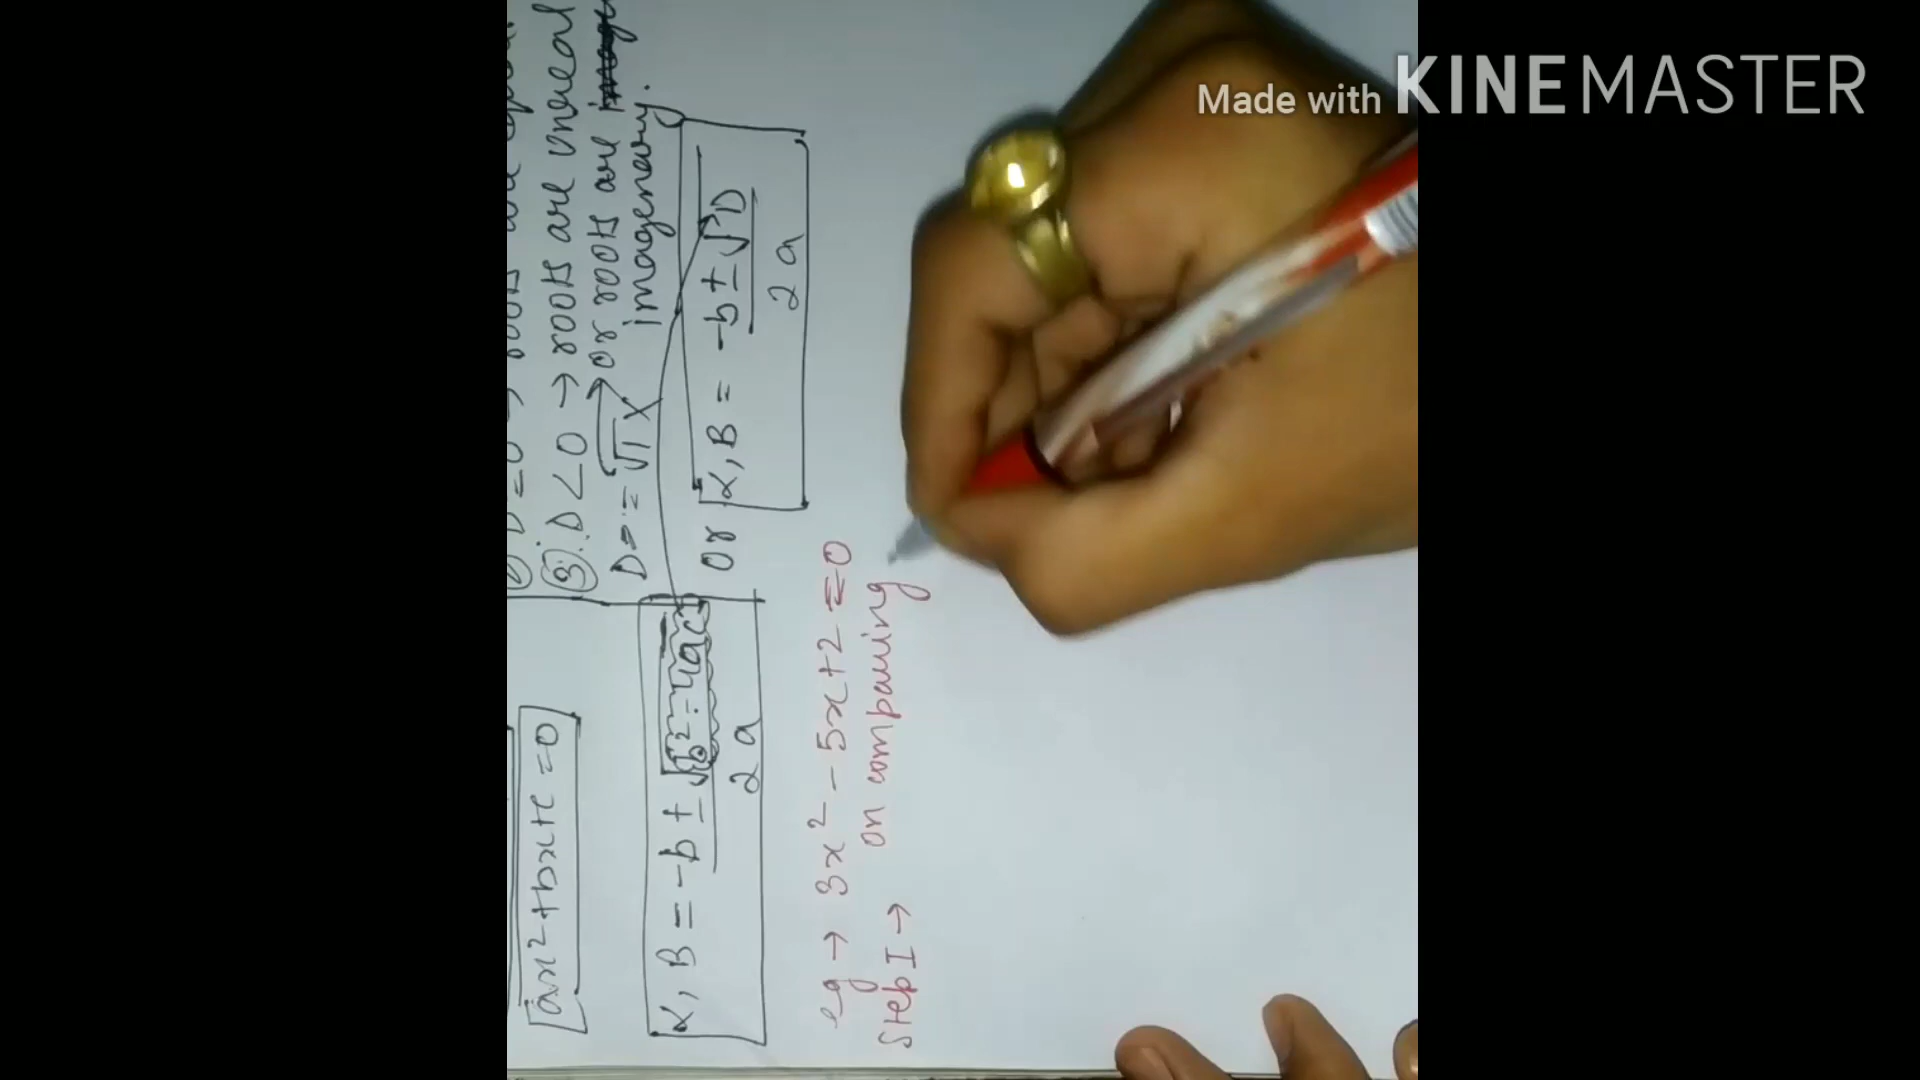 Made with KINEMASTER
ax²+bx+c=0
③ D<0 → roots are unreal
or roots are
D = √1 X imagenary.
α, β = -b ± √b²-4ac / 2a or α, β = -b ± √D / 2a
eg → 3x² - 5x+2 = 0
Step I → on comparing